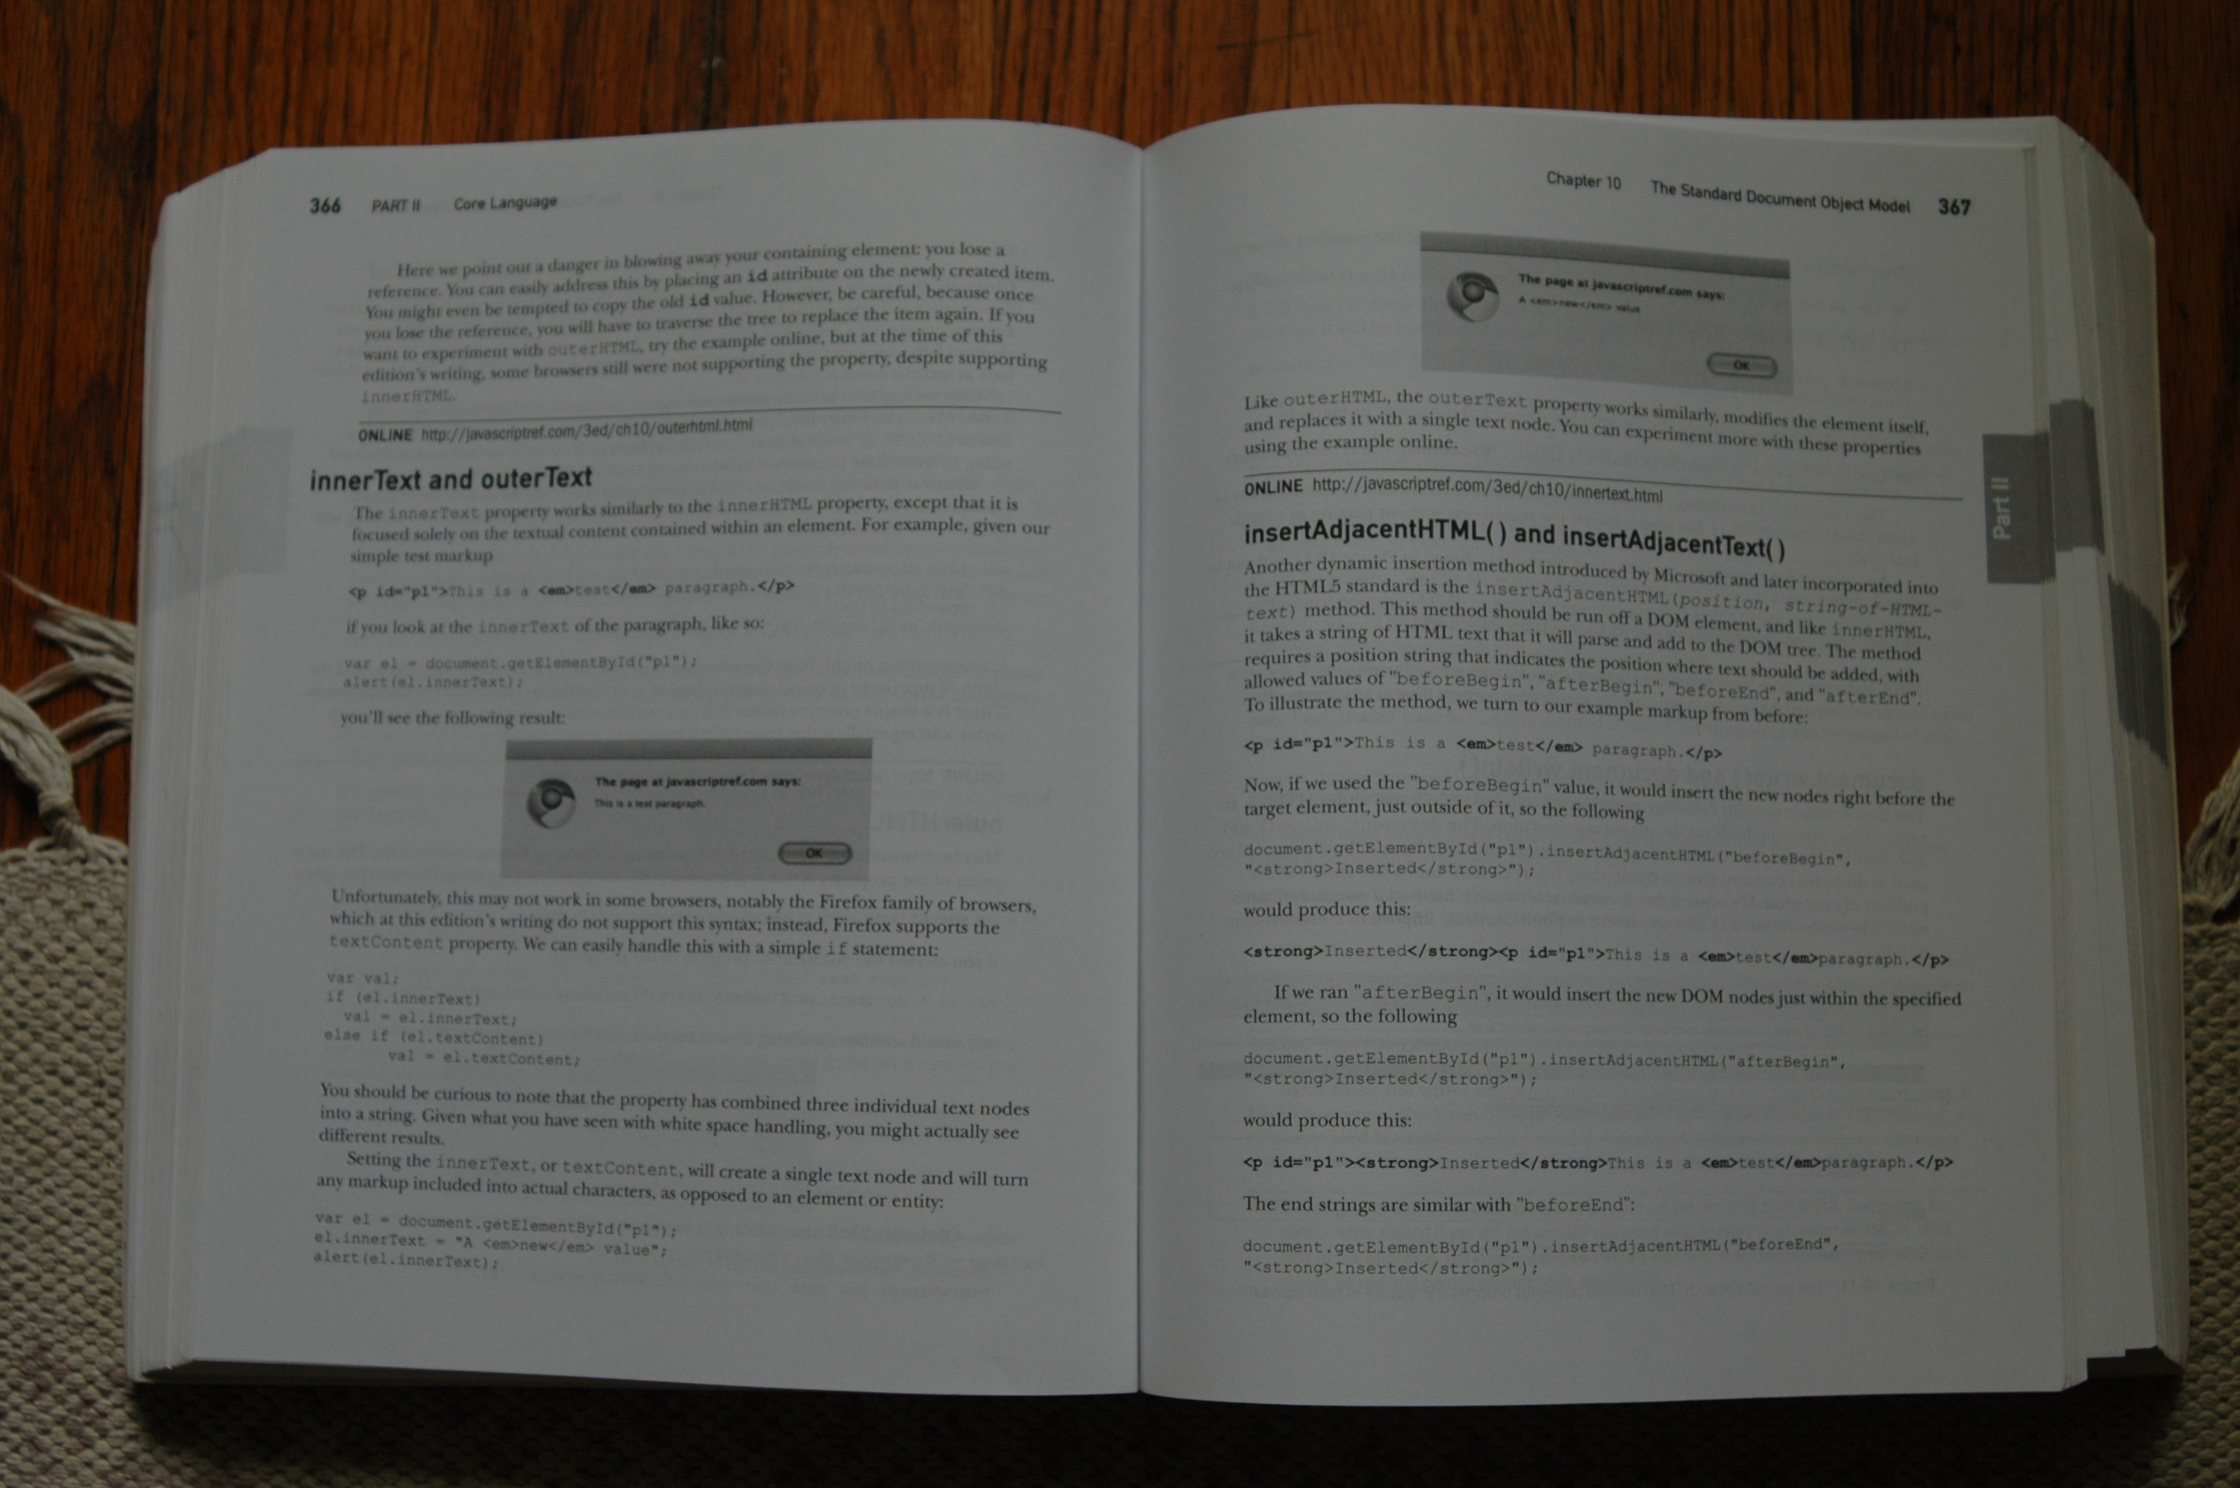 366 PART II Core Language
Here we point out a danger in blowing away your containing element: you lose a
reference. You can easily address this by placing an id attribute on the newly created item.
You might even be tempted to copy the old id value. However, be careful, because once
you lose the reference, you will have to traverse the tree to replace the item again. If you
want to experiment with outerHTML, try the example online, but at the time of this
edition's writing, some browsers still were not supporting the property, despite supporting
innerHTML.
ONLINE http://javascriptref.com/3ed/ch10/outerhtml.html
innerText and outerText
The innerText property works similarly to the innerHTML property, except that it is
focused solely on the textual content contained within an element. For example, given our
simple test markup
<p id="p1">This is a <em>test</em> paragraph.</p>
if you look at the innerText of the paragraph, like so:
var el = document.getElementById("p1");
alert(el.innerText);
you'll see the following result:
The page at javascriptref.com says:
This is a test paragraph.
OK
Unfortunately, this may not work in some browsers, notably the Firefox family of browsers,
which at this edition's writing do not support this syntax; instead, Firefox supports the
textContent property. We can easily handle this with a simple if statement:
var val;
if (el.innerText)
val = el.innerText;
else if (el.textContent)
val = el.textContent;
You should be curious to note that the property has combined three individual text nodes
into a string. Given what you have seen with white space handling, you might actually see
different results.
Setting the innerText, or textContent, will create a single text node and will turn
any markup included into actual characters, as opposed to an element or entity:
var el = document.getElementById("p1");
el.innerText = "A <em>new</em> value";
alert(el.innerText);
Chapter 10 The Standard Document Object Model 367
The page at javascriptref.com says:
A <em>new</em> value
OK
Like outerHTML, the outerText property works similarly, modifies the element itself,
and replaces it with a single text node. You can experiment more with these properties
using the example online.
ONLINE http://javascriptref.com/3ed/ch10/innertext.html
Part II
insertAdjacentHTML( ) and insertAdjacentText( )
Another dynamic insertion method introduced by Microsoft and later incorporated into
the HTML5 standard is the insertAdjacentHTML(position, string-of-HTML-
text) method. This method should be run off a DOM element, and like innerHTML,
it takes a string of HTML text that it will parse and add to the DOM tree. The method
requires a position string that indicates the position where text should be added, with
allowed values of "beforeBegin", "afterBegin", "beforeEnd", and "afterEnd".
To illustrate the method, we turn to our example markup from before:
<p id="p1">This is a <em>test</em> paragraph.</p>
Now, if we used the "beforeBegin" value, it would insert the new nodes right before the
target element, just outside of it, so the following
document.getElementById("p1").insertAdjacentHTML("beforeBegin",
"<strong>Inserted</strong>");
would produce this:
<strong>Inserted</strong><p id="p1">This is a <em>test</em>paragraph.</p>
If we ran "afterBegin", it would insert the new DOM nodes just within the specified
element, so the following
document.getElementById("p1").insertAdjacentHTML("afterBegin",
"<strong>Inserted</strong>");
would produce this:
<p id="p1"><strong>Inserted</strong>This is a <em>test</em>paragraph.</p>
The end strings are similar with "beforeEnd":
document.getElementById("p1").insertAdjacentHTML("beforeEnd",
"<strong>Inserted</strong>");